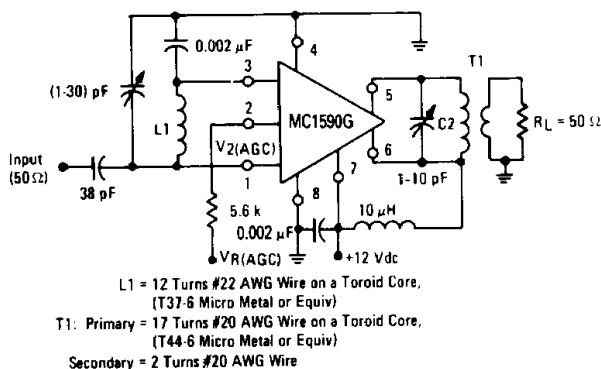 0.002 µF
4
T1
(1-30) pF
3
5
L1
2
MC1590G
C2
RL = 50 Ω
V2(AGC)
6
Input
(50 Ω)
1
8
7
1-10 pF
38 pF
5.6 k
10 µH
0.002 µF
VR(AGC)
+12 Vdc
L1 = 12 Turns #22 AWG Wire on a Toroid Core,
(T37-6 Micro Metal or Equiv)
T1: Primary = 17 Turns #20 AWG Wire on a Toroid Core,
(T44-6 Micro Metal or Equiv)
Secondary = 2 Turns #20 AWG Wire